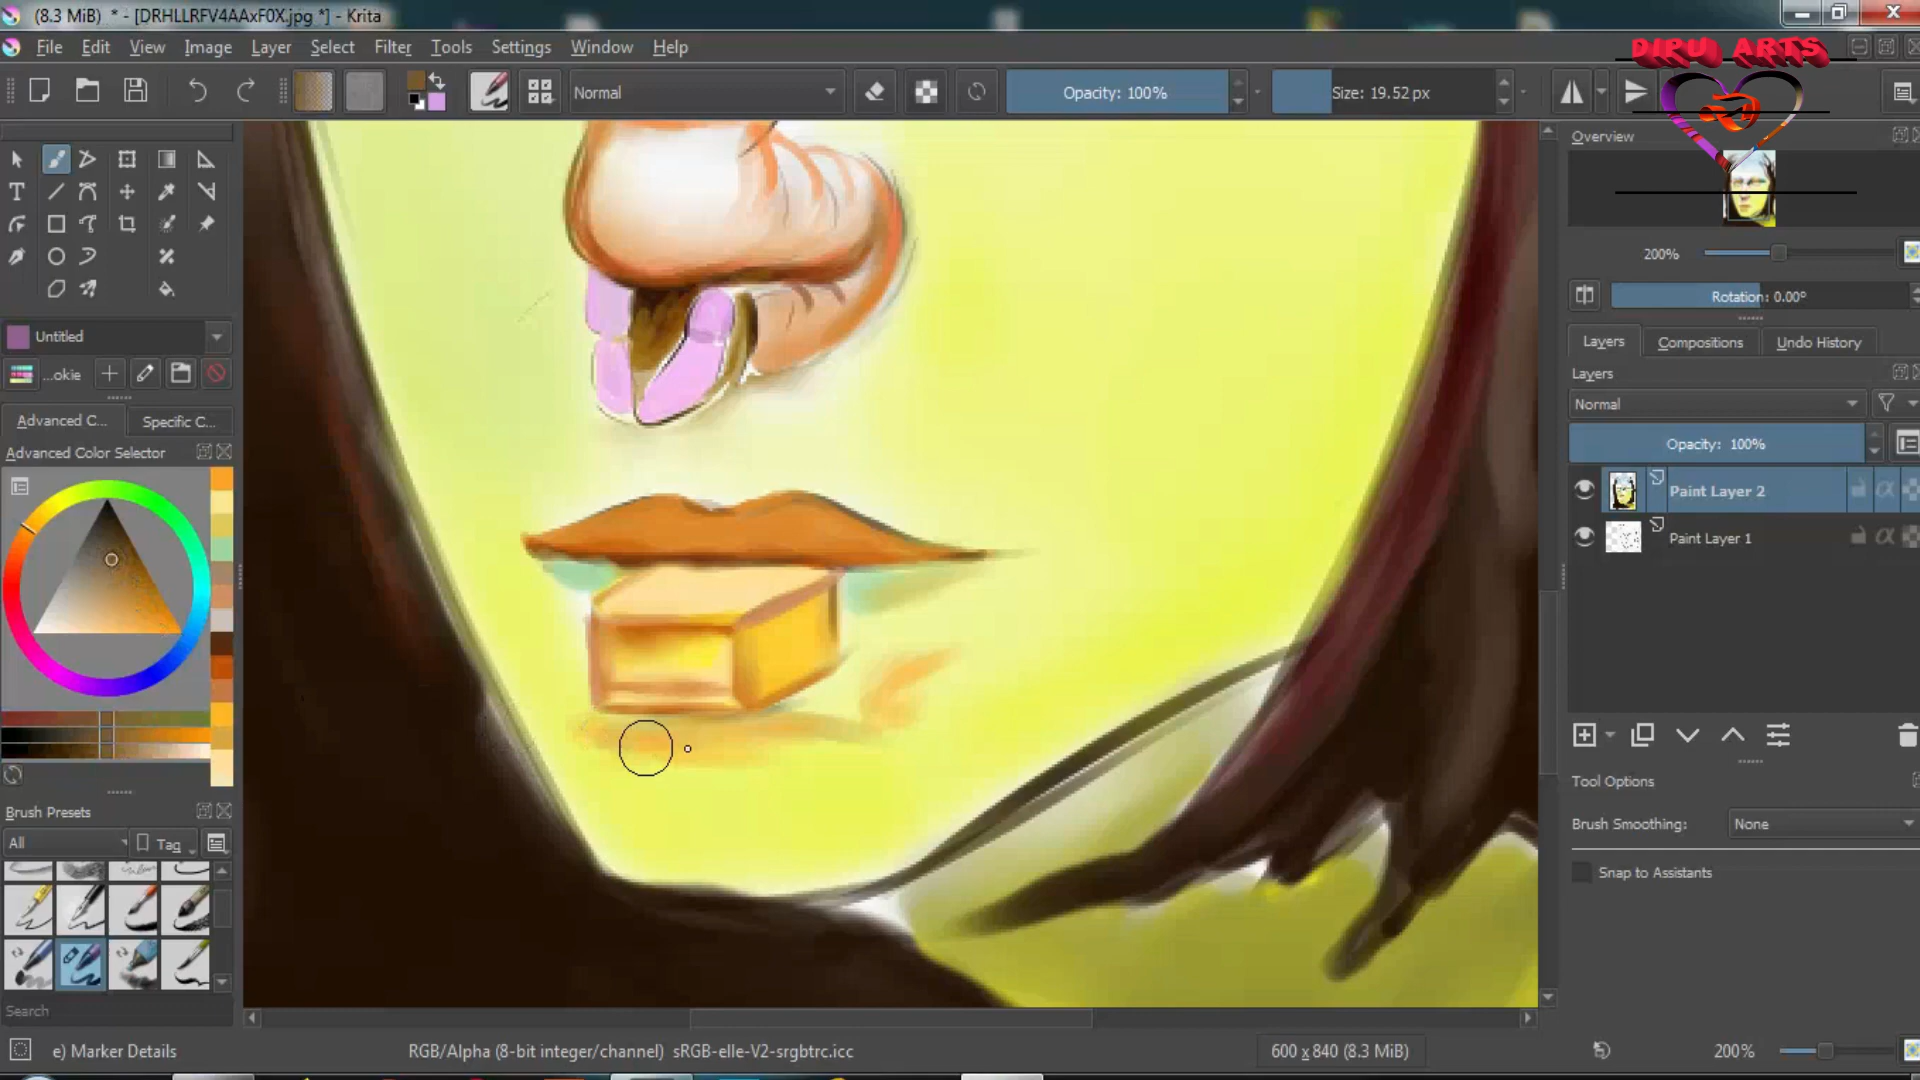 (8.3 MiB) * - [DRHLLRFV4AAxF0X.jpg *] - Krita
File Edit View Image Layer Select Filter Tools Settings Window Help
DIPU ARTS
Normal
Opacity: 100%
Size: 19.52 px
Overview
200%
Rotation: 0.00°
Untitled
...okie
Layers Compositions Undo History
Layers
Advanced C... Specific C...
Normal
Advanced Color Selector
Opacity: 100%
Paint Layer 2
Paint Layer 1
Tool Options
Brush Presets
Brush Smoothing: None
All Tag
Snap to Assistants
Search
e) Marker Details
RGB/Alpha (8-bit integer/channel) sRGB-elle-V2-srgbtrc.icc
600 x 840 (8.3 MiB)
200%